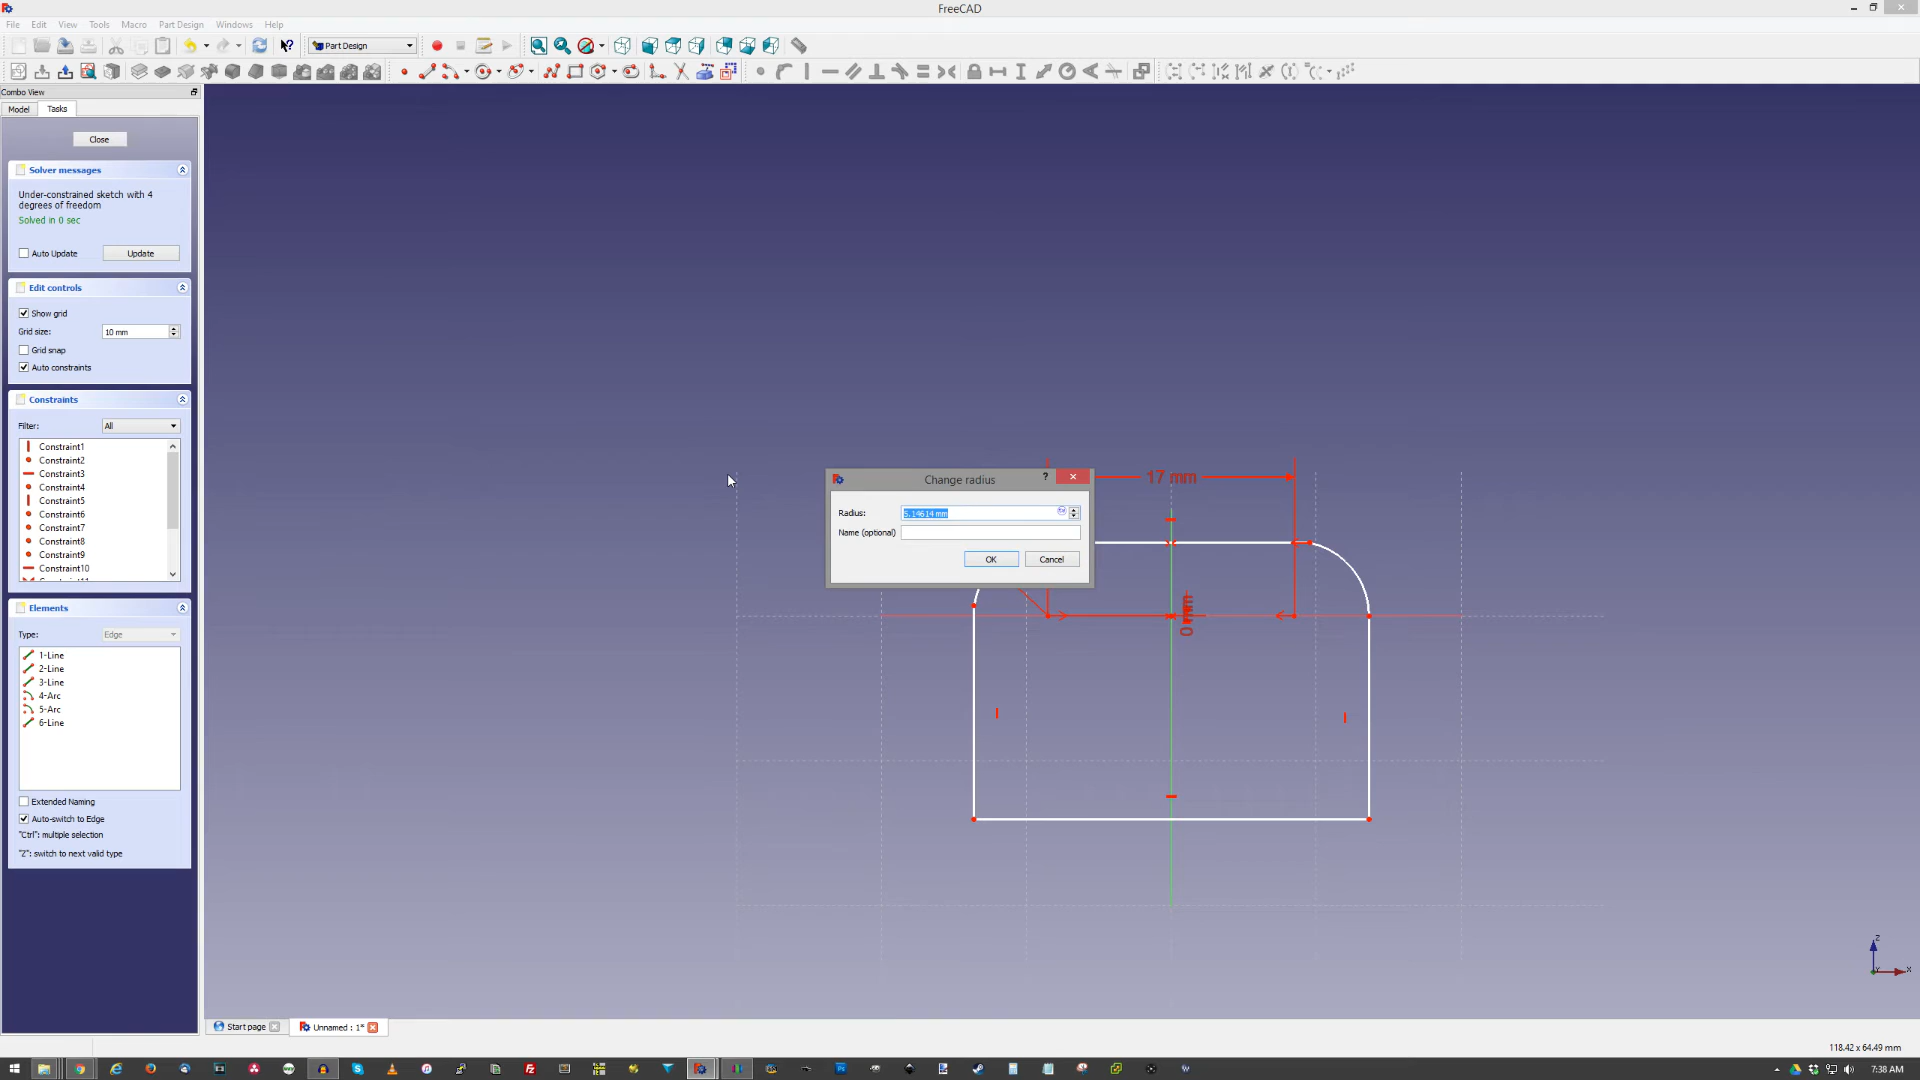 FreeCAD
File Edit View Tools Macro Part Design Windows Help
Part Design
Combo View
Model Tasks
Close
Solver messages
Under-constrained sketch with 4
degrees of freedom
Solved in 0 sec
Auto Update Update
Edit controls
Show grid
Grid size: 10 mm
Grid snap
Auto constraints
Constraints
Filter: All
Constraint1
Constraint2
Constraint3
Constraint4
Constraint5
Constraint6
Constraint7
Constraint8
Constraint9
Constraint10
Elements
Type: Edge
1-Line
2-Line
3-Line
4-Arc
5-Arc
6-Line
Extended Naming
Auto-switch to Edge
"Ctrl": multiple selection
"Z": switch to next valid type
Change radius
?
Radius: 5.14614 mm
Name (optional)
OK Cancel
17 mm
0 mm
Z
Y
X
Start page Unnamed : 1*
118.42 x 64.49 mm
7:38 AM